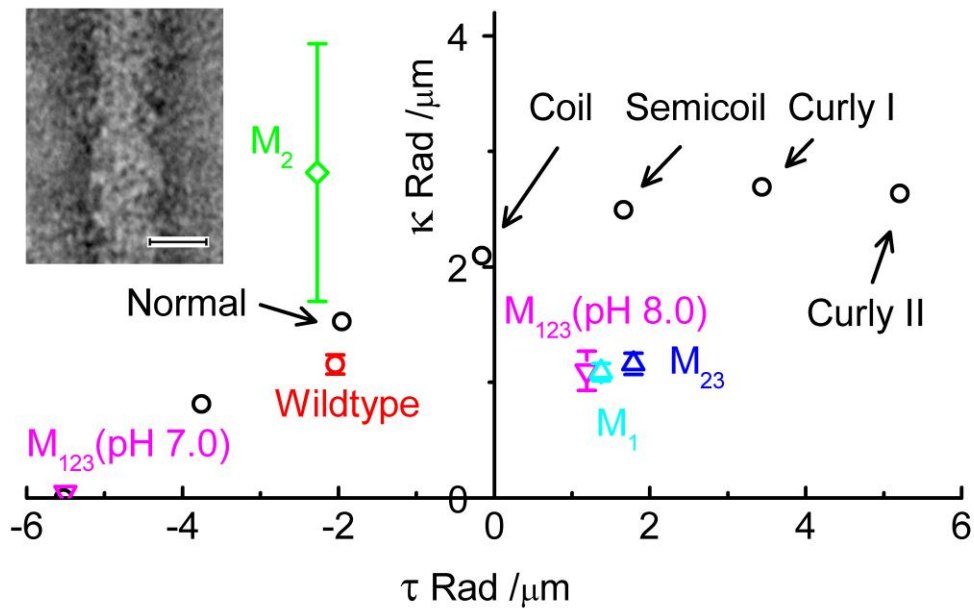 4
Coil Semicoil Curly I
κ Rad /μm
M₂
2
Normal
M₁₂₃(pH 8.0)
Curly II
M₂₃
Wildtype
M₁
M₁₂₃(pH 7.0)
0
-6 -4 -2 0 2 4 6
τ Rad /μm